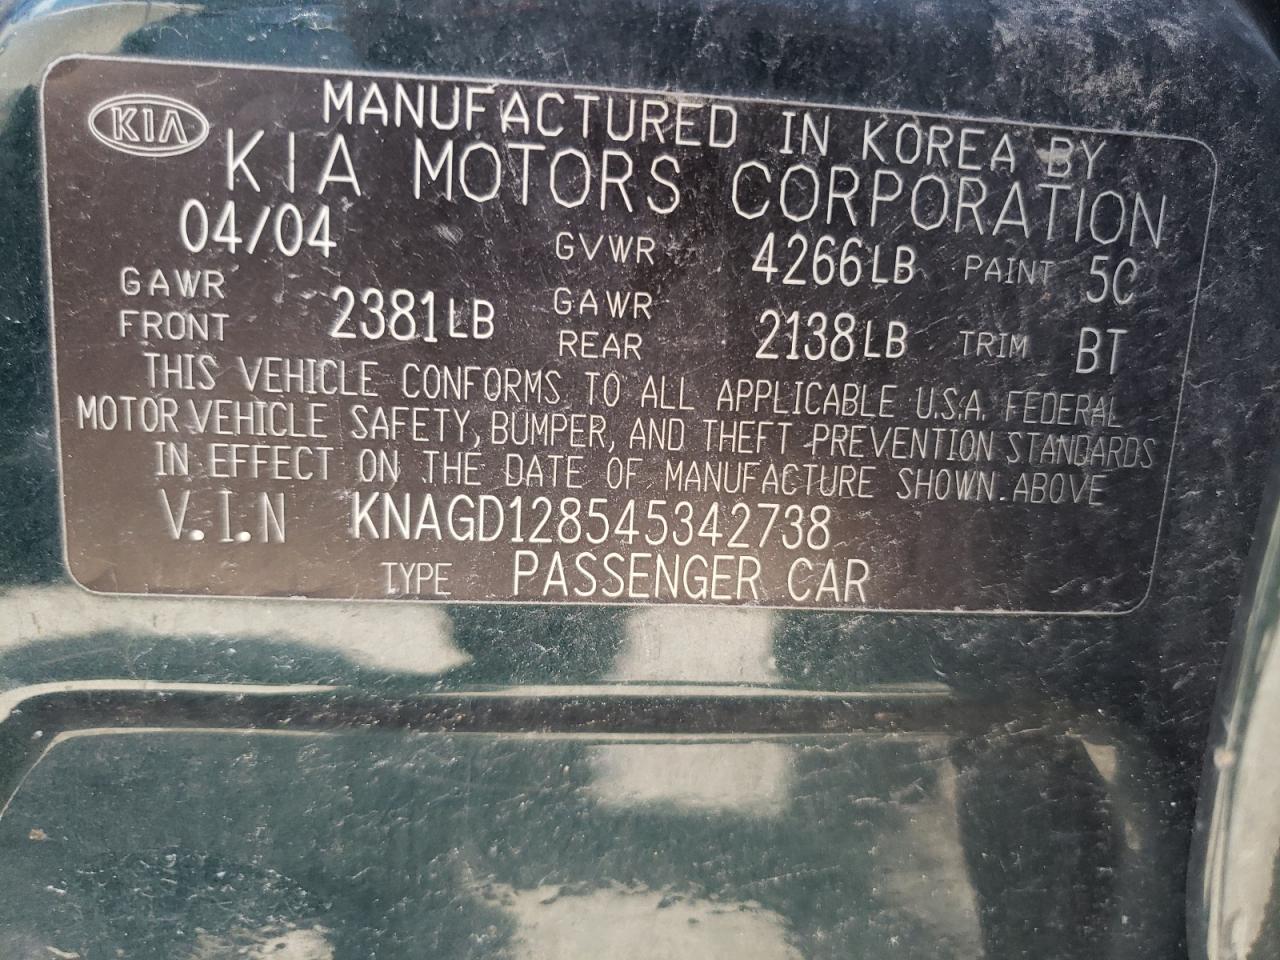 KIA MANUFACTURED IN KOREA BY
KIA MOTORS CORPORATION
04/04 GVWR 4266LB PAINT 5C
GAWR FRONT 2381LB GAWR REAR 2138LB TRIM BT
THIS VEHICLE CONFORMS TO ALL APPLICABLE U.S.A. FEDERAL
MOTOR VEHICLE SAFETY, BUMPER, AND THEFT PREVENTION STANDARDS
IN EFFECT ON THE DATE OF MANUFACTURE SHOWN ABOVE
V.I.N KNAGD128545342738
TYPE PASSENGER CAR